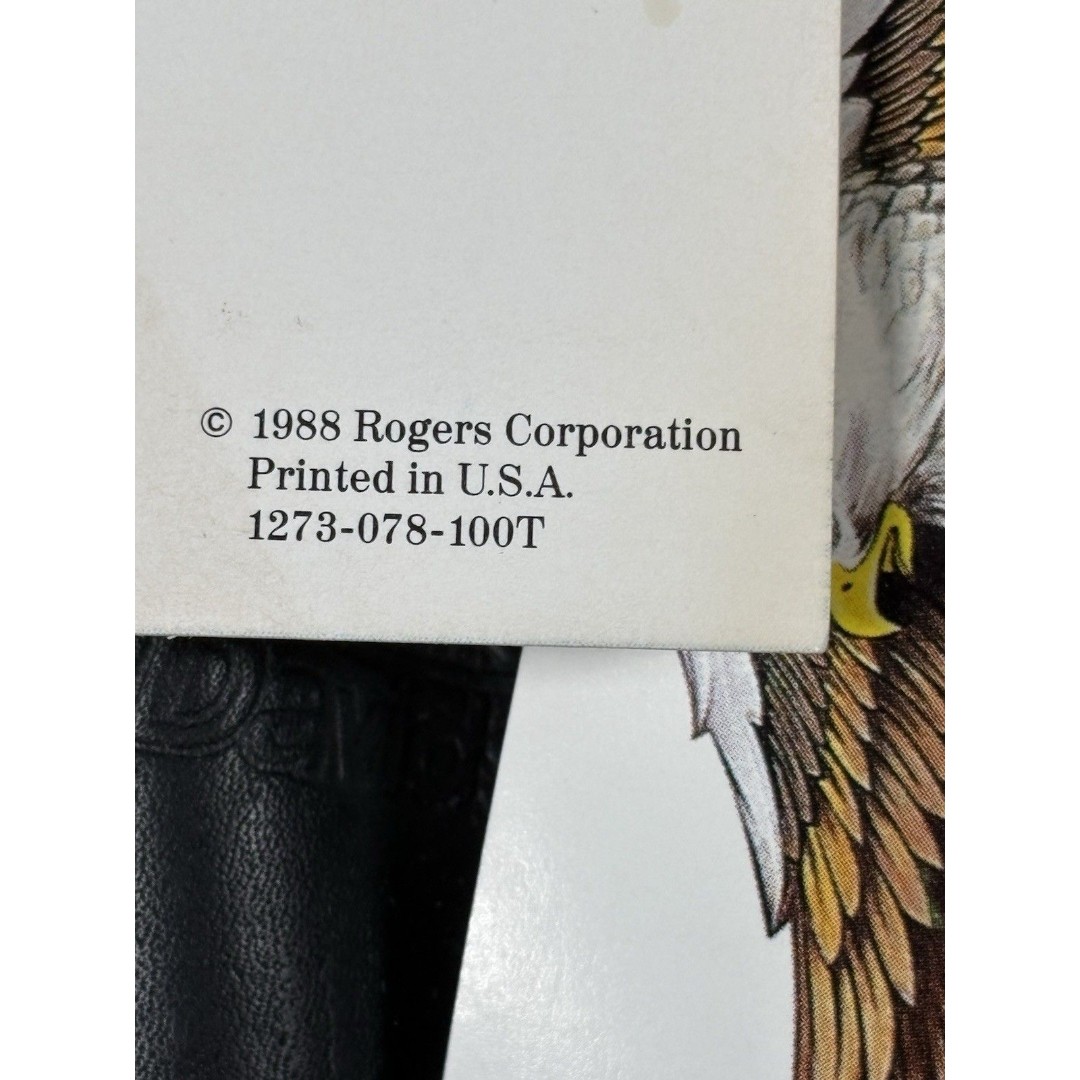 © 1988 Rogers Corporation
Printed in U.S.A.
1273-078-100T